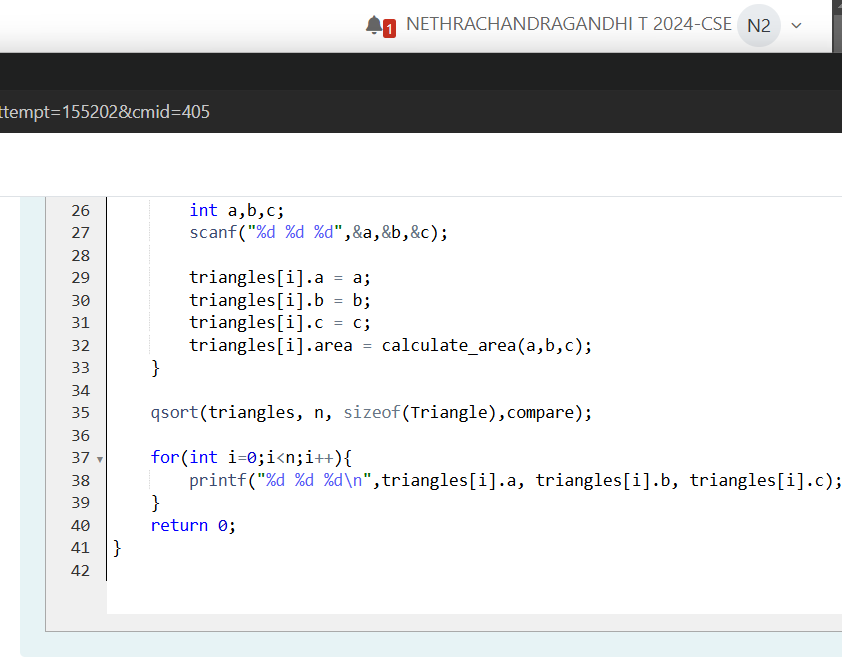 1 NETHRACHANDRAGANDHI T 2024-CSE N2
ttempt=155202&cmid=405
26 int a,b,c;
27 scanf("%d %d %d",&a,&b,&c);
28
29 triangles[i].a = a;
30 triangles[i].b = b;
31 triangles[i].c = c;
32 triangles[i].area = calculate_area(a,b,c);
33 }
34
35 qsort(triangles, n, sizeof(Triangle),compare);
36
37 for(int i=0;i<n;i++){
38 printf("%d %d %d\n",triangles[i].a, triangles[i].b, triangles[i].c);
39 }
40 return 0;
41 }
42